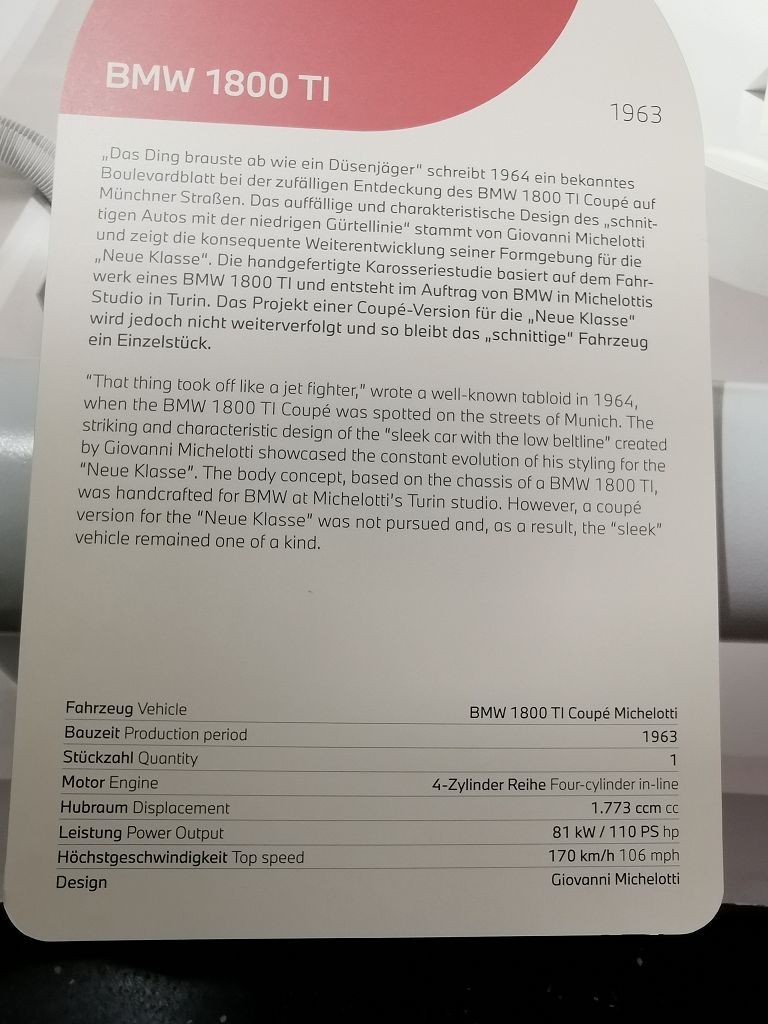 BMW 1800 TI
1963
„Das Ding brauste ab wie ein Düsenjäger“ schreibt 1964 ein bekanntes
Boulevardblatt bei der zufälligen Entdeckung des BMW 1800 TI Coupé auf
Münchner Straßen. Das auffällige und charakteristische Design des „schnit-
tigen Autos mit der niedrigen Gürtellinie“ stammt von Giovanni Michelotti
und zeigt die konsequente Weiterentwicklung seiner Formgebung für die
„Neue Klasse“. Die handgefertigte Karosseriestudie basiert auf dem Fahr-
werk eines BMW 1800 TI und entsteht im Auftrag von BMW in Michelottis
Studio in Turin. Das Projekt einer Coupé-Version für die „Neue Klasse“
wird jedoch nicht weiterverfolgt und so bleibt das „schnittige“ Fahrzeug
ein Einzelstück.
“That thing took off like a jet fighter,” wrote a well-known tabloid in 1964,
when the BMW 1800 TI Coupé was spotted on the streets of Munich. The
striking and characteristic design of the “sleek car with the low beltline” created
by Giovanni Michelotti showcased the constant evolution of his styling for the
“Neue Klasse”. The body concept, based on the chassis of a BMW 1800 TI,
was handcrafted for BMW at Michelotti’s Turin studio. However, a coupé
version for the “Neue Klasse” was not pursued and, as a result, the “sleek”
vehicle remained one of a kind.
Fahrzeug Vehicle BMW 1800 TI Coupé Michelotti
Bauzeit Production period 1963
Stückzahl Quantity 1
Motor Engine 4-Zylinder Reihe Four-cylinder in-line
Hubraum Displacement 1.773 ccm cc
Leistung Power Output 81 kW / 110 PS hp
Höchstgeschwindigkeit Top speed 170 km/h 106 mph
Design Giovanni Michelotti